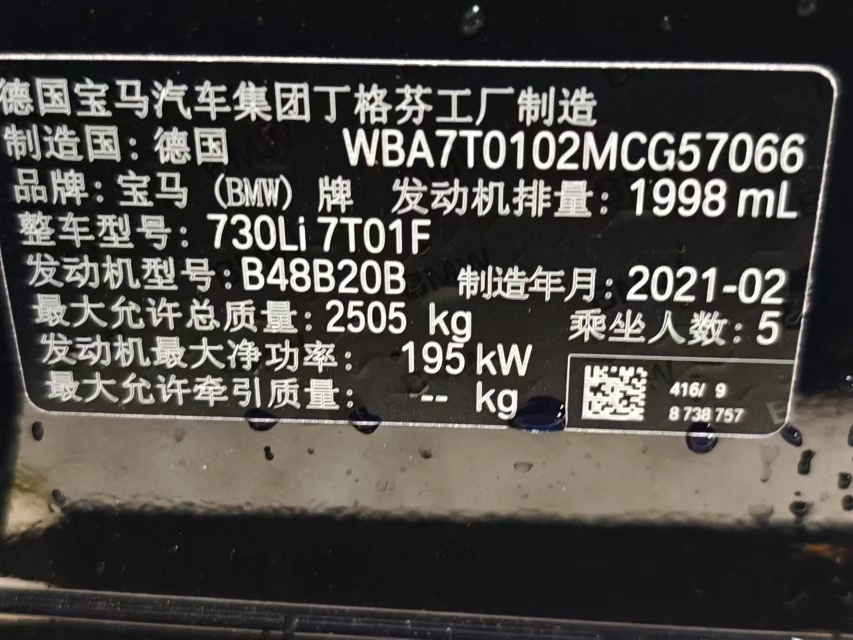 德国宝马汽车集团丁格芬工厂制造
制造国：德国 WBA7T0102MCG57066
品牌：宝马（BMW）牌 发动机排量：1998 mL
整车型号：730Li 7T01F
发动机型号：B48B20B 制造年月：2021-02
最大允许总质量：2505 kg 乘坐人数：5
发动机最大净功率： 195 kW
最大允许牵引质量： -- kg
416/ 9
8 738 757